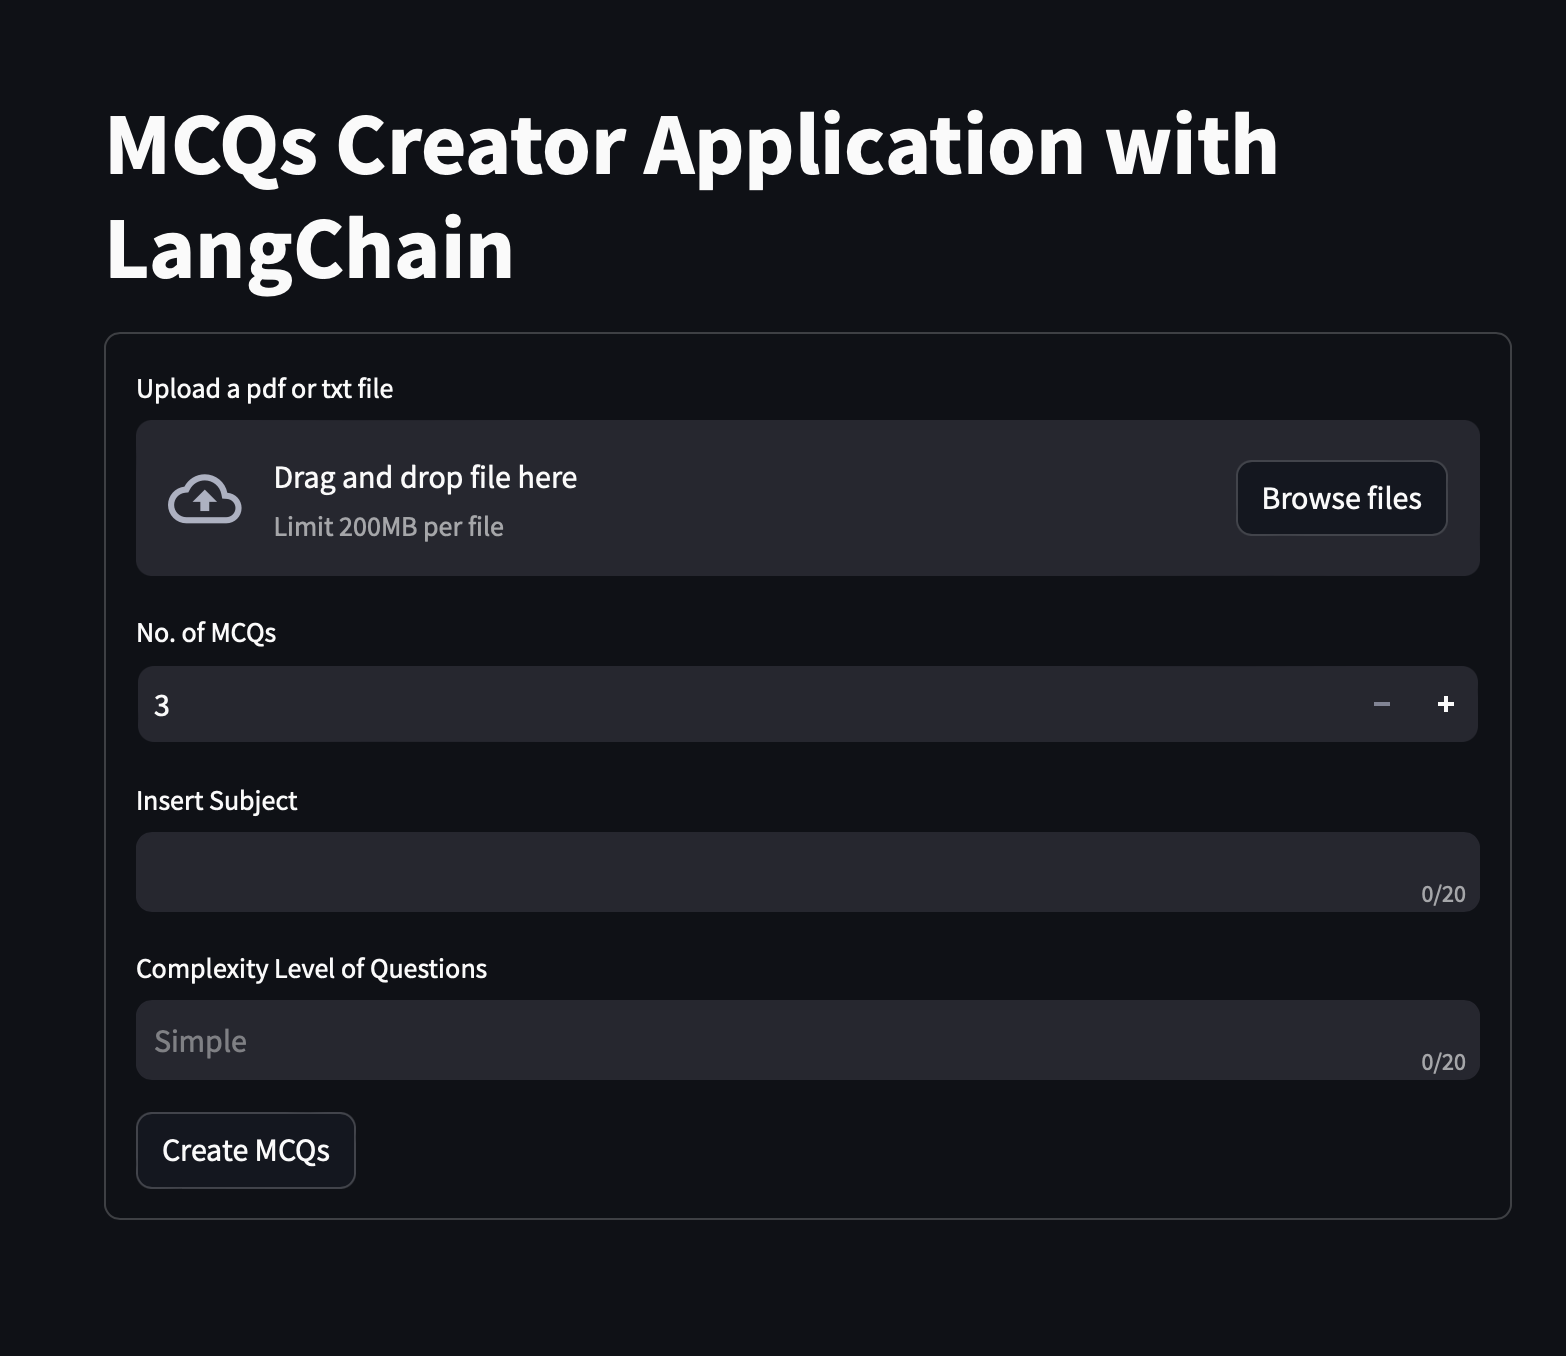 MCQs Creator Application with
LangChain
Upload a pdf or txt file
Drag and drop file here
Limit 200MB per file
Browse files
No. of MCQs
3
Insert Subject
0/20
Complexity Level of Questions
Simple
0/20
Create MCQs